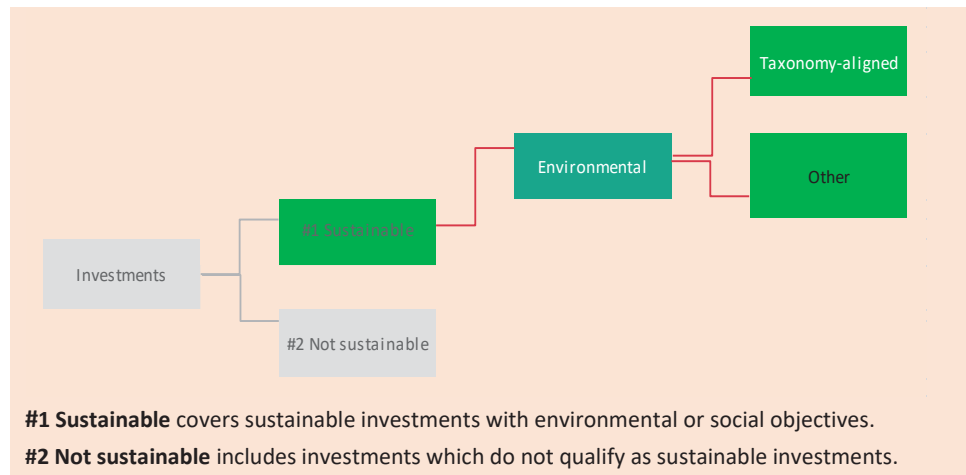 Taxonomy-aligned
Environmental
Other
#1 Sustainable
Investments
#2 Not sustainable
#1 Sustainable covers sustainable investments with environmental or social objectives.
#2 Not sustainable includes investments which do not qualify as sustainable investments.